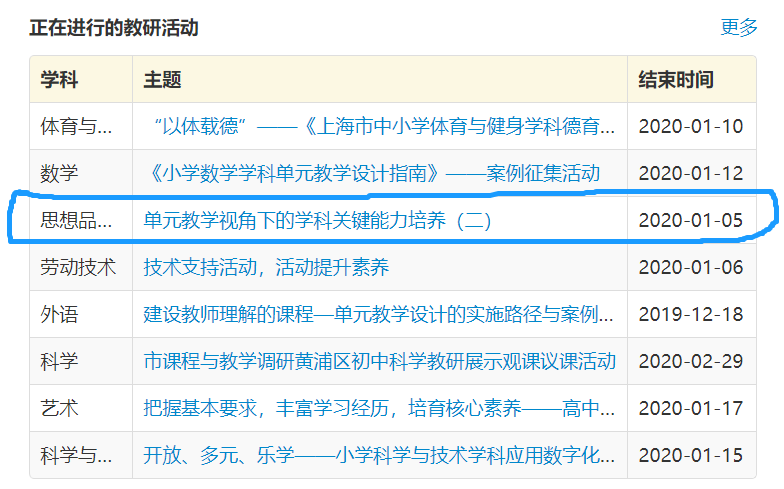 正在进行的教研活动 更多
学科 主题 结束时间
体育与... “以体载德”——《上海市中小学体育与健身学科德育... 2020-01-10
数学 《小学数学学科单元教学设计指南》——案例征集活动 2020-01-12
思想品... 单元教学视角下的学科关键能力培养（二） 2020-01-05
劳动技术 技术支持活动，活动提升素养 2020-01-06
外语 建设教师理解的课程—单元教学设计的实施路径与案例... 2019-12-18
科学 市课程与教学调研黄浦区初中科学教研展示观课议课活动 2020-02-29
艺术 把握基本要求，丰富学习经历，培育核心素养——高中... 2020-01-17
科学与... 开放、多元、乐学——小学科学与技术学科应用数字化... 2020-01-15